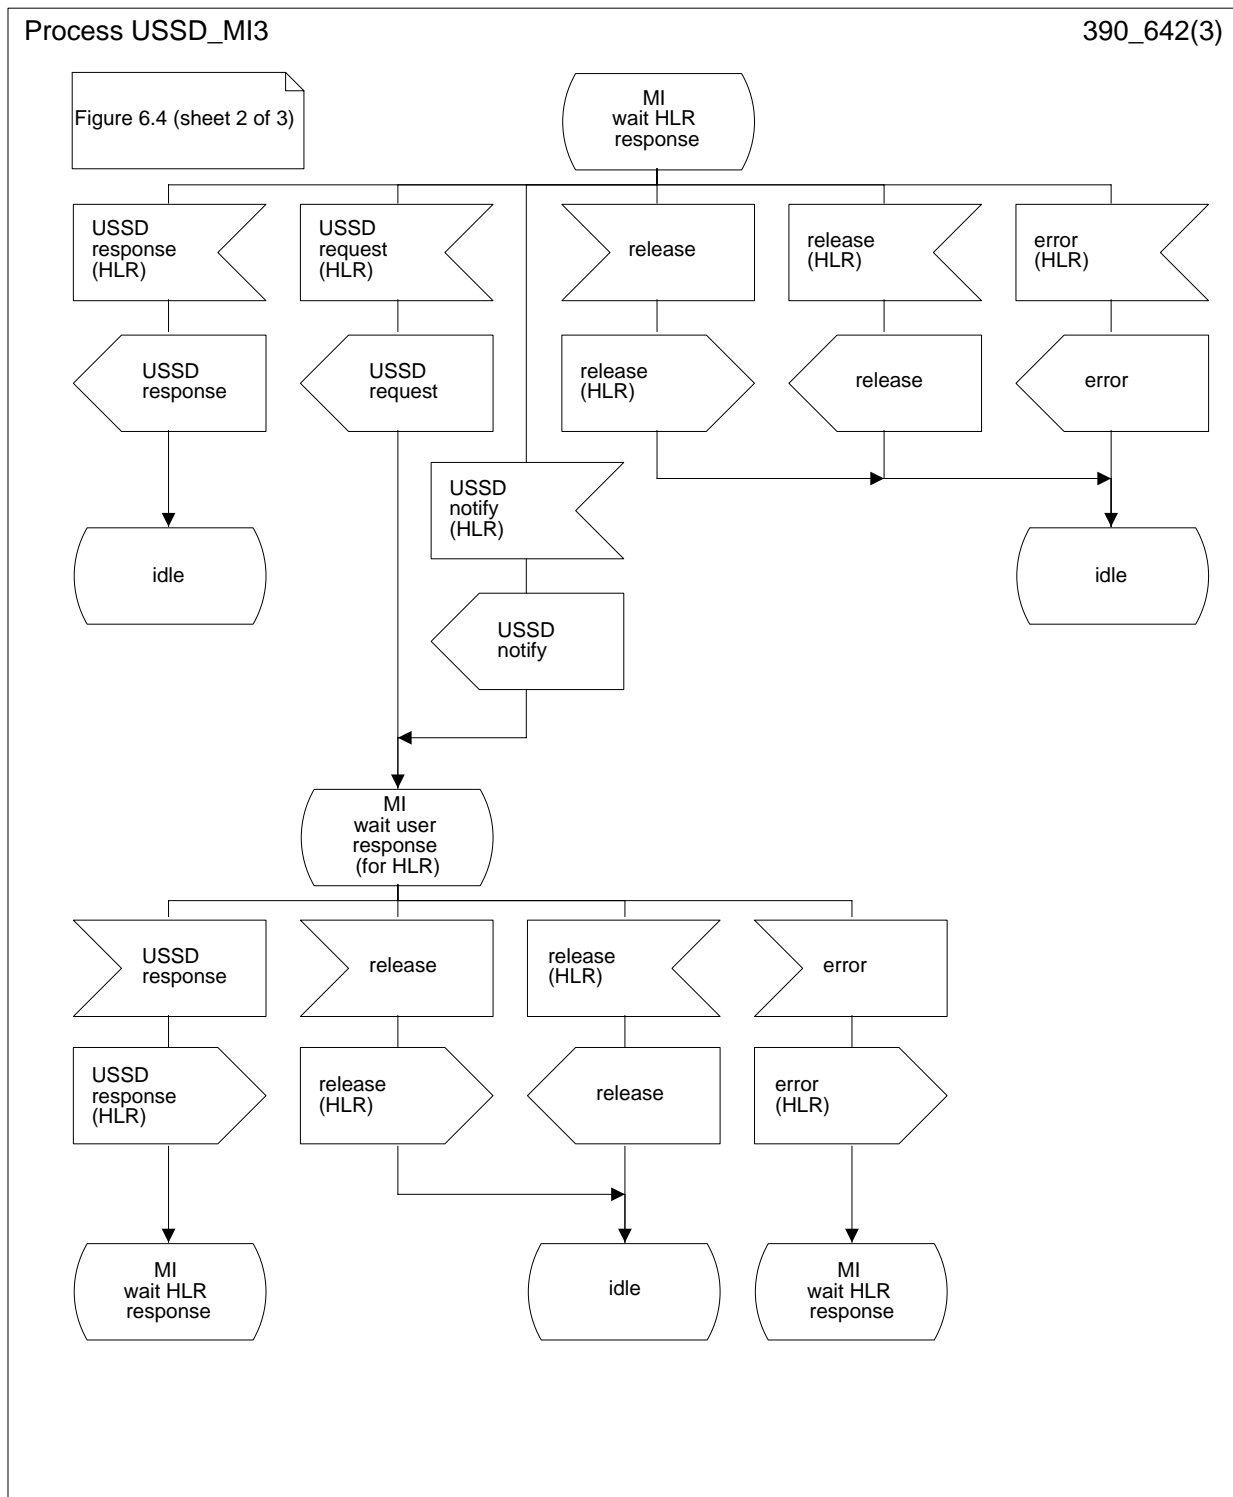 Process USSD_MI3
390_642(3)
Figure 6.4 (sheet 2 of 3)
MI
wait HLR
response
USSD
response
(HLR)
USSD
request
(HLR)
release
release
(HLR)
error
(HLR)
USSD
response
USSD
request
release
(HLR)
release
error
USSD
notify
(HLR)
idle
idle
USSD
notify
MI
wait user
response
(for HLR)
USSD
response
release
release
(HLR)
error
USSD
response
(HLR)
release
(HLR)
release
error
(HLR)
MI
wait HLR
response
idle
MI
wait HLR
response